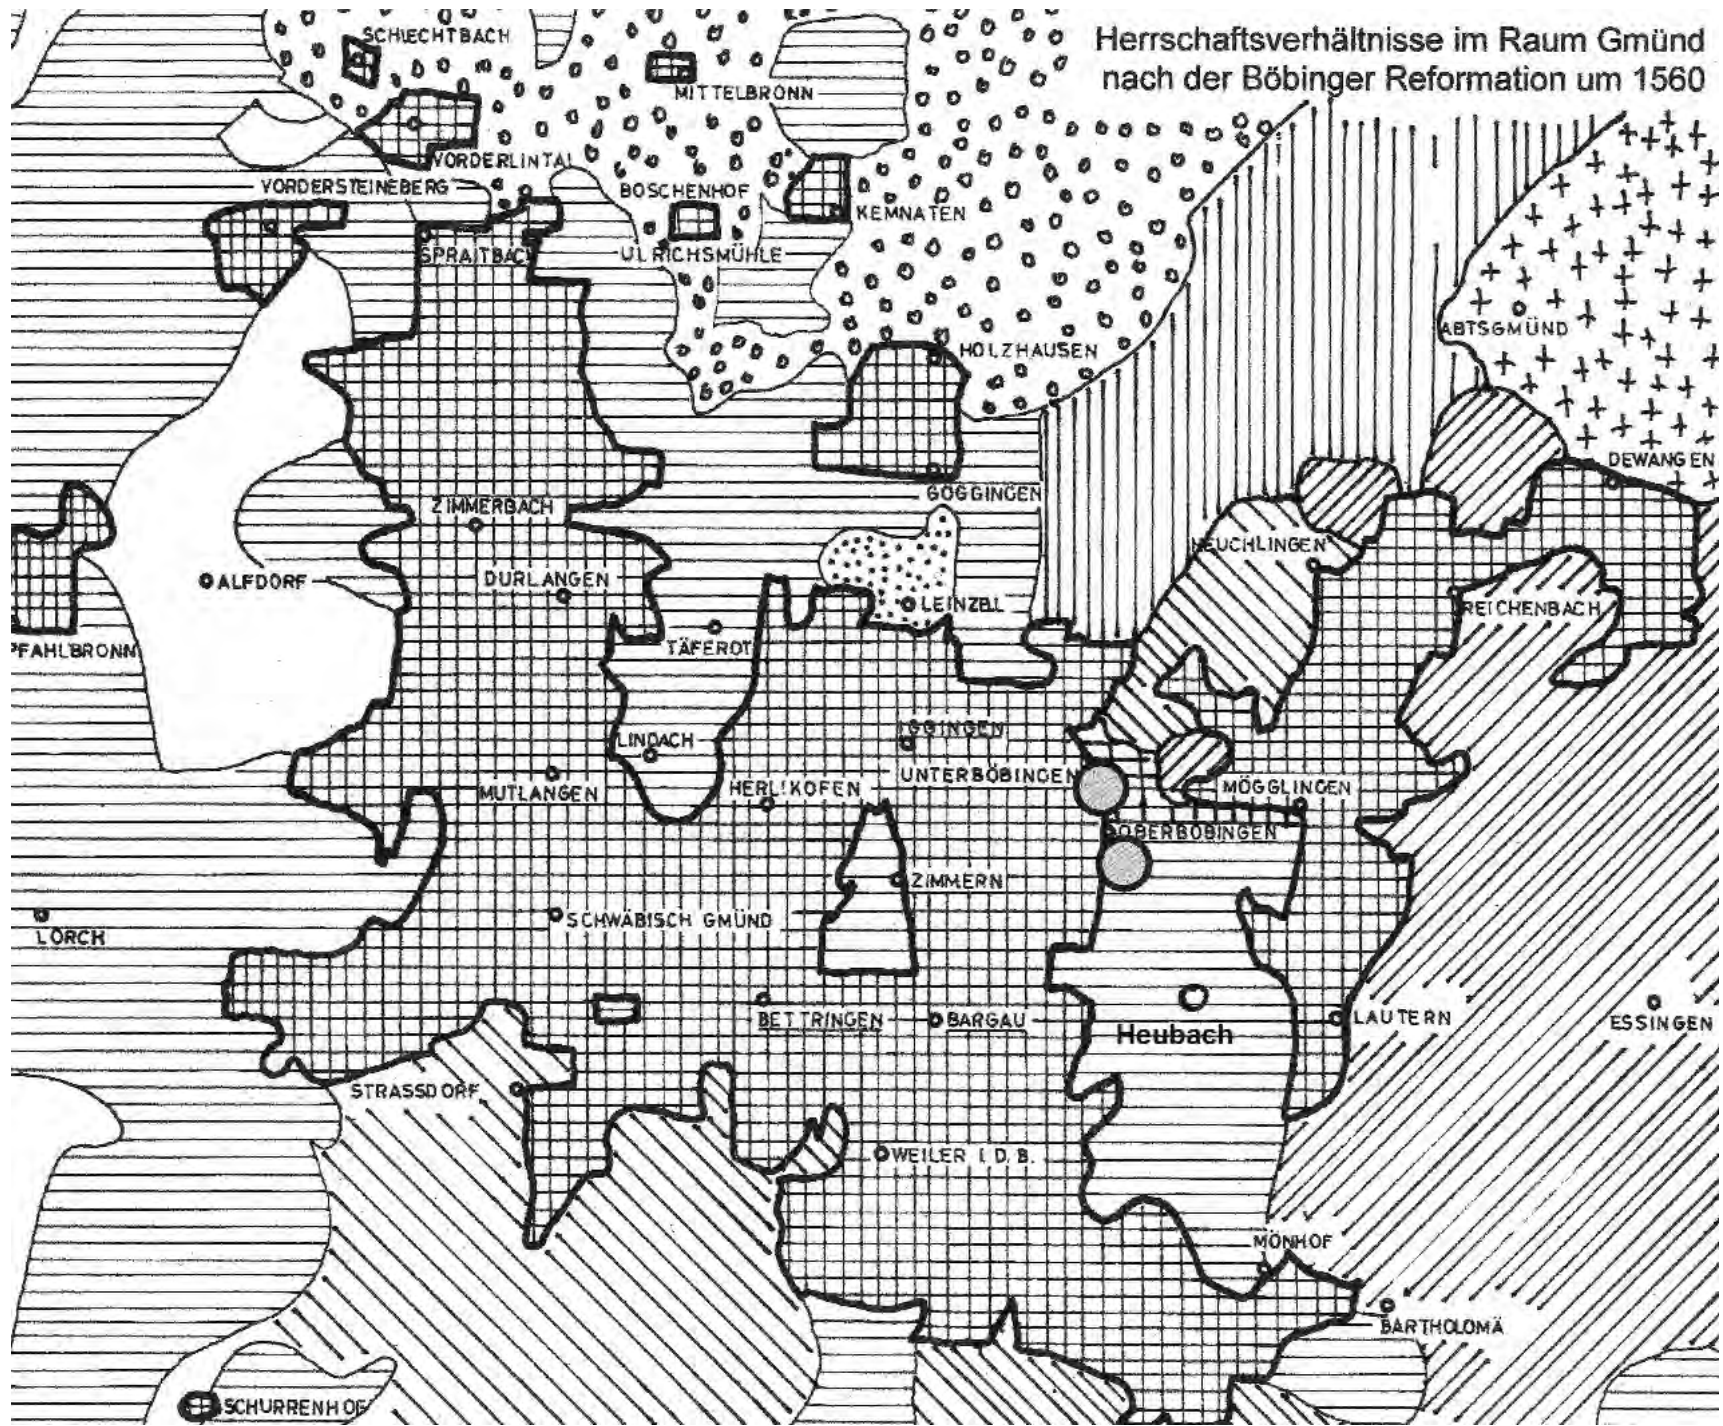 Herrschaftsverhältnisse im Raum Gmünd
nach der Böbinger Reformation um 1560
SCHLECHTBACH
MITTELBRONN
VORDERLINTAL
VORDERSTEINEBERG
BOSCHENHOF
KEMNATEN
SPRAITBACH
ULRICHSMÜHLE
ABTSGMÜND
HOLZHAUSEN
DEWANGEN
GÖGGINGEN
ZIMMERBACH
HEUCHLINGEN
ALFDORF
DURLANGEN
LEINZELL
REICHENBACH
PFAHLBRONN
TÄFEROT
IGGINGEN
LINDACH
UNTERBÖBINGEN
MUTLANGEN
HERLIKOFEN
MÖGGLINGEN
OBERBÖBINGEN
ZIMMERN
LORCH
SCHWÄBISCH GMÜND
BETTRINGEN
BARGAU
LAUTERN
ESSINGEN
Heubach
STRASSDORF
WEILER I.D.B.
MÖNHOF
BARTHOLOMÄ
SCHURRENHOF